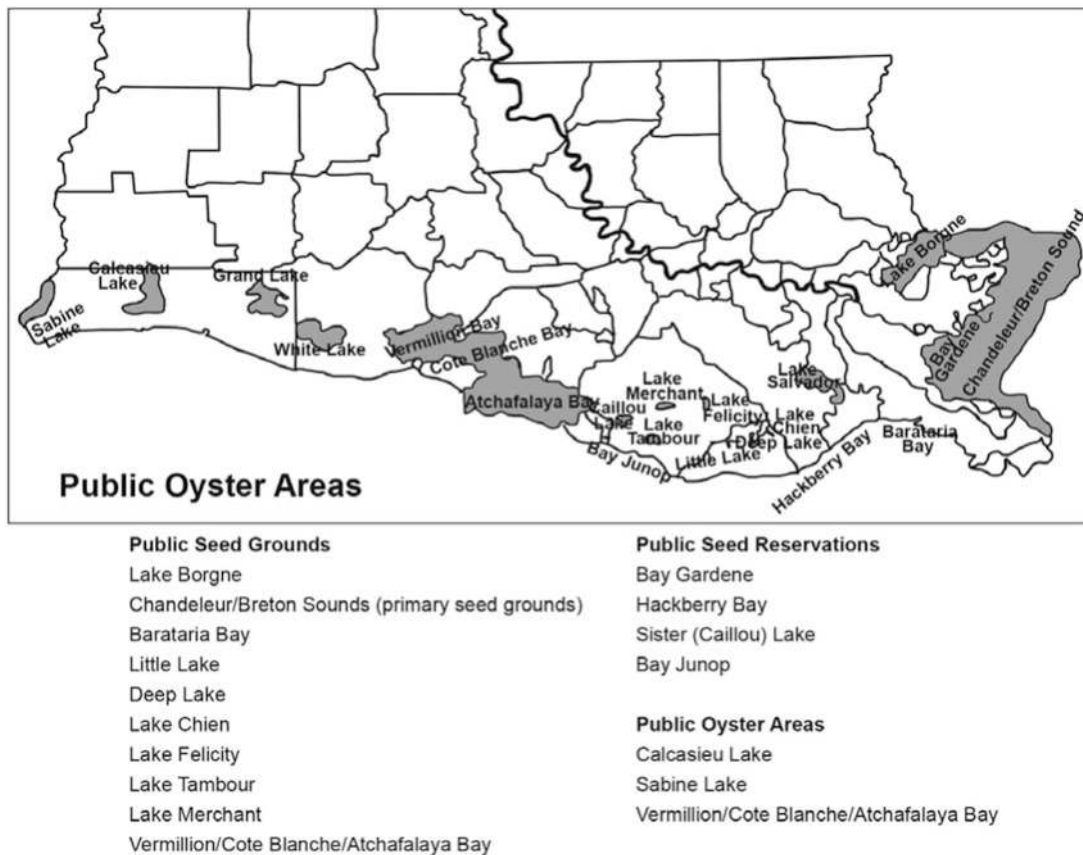 Lake Borgne
Chandeleur/Breton Sound
Calcasieu
Lake
Grand Lake
Sabine
Lake
White Lake
Vermillion Bay
Cote Blanche Bay
Bay
Gardene
Lake
Salvador
Lake
Merchant
Atchafalaya Bay
Caillou
Lake
Lake
Felicity
Lake
Chien
Lake
Tambour
Deep Lake
Barataria
Bay
Little Lake
Bay Junop
Hackberry Bay
Public Oyster Areas
Public Seed Grounds
Lake Borgne
Chandeleur/Breton Sounds (primary seed grounds)
Barataria Bay
Little Lake
Deep Lake
Lake Chien
Lake Felicity
Lake Tambour
Lake Merchant
Vermillion/Cote Blanche/Atchafalaya Bay
Public Seed Reservations
Bay Gardene
Hackberry Bay
Sister (Caillou) Lake
Bay Junop
Public Oyster Areas
Calcasieu Lake
Sabine Lake
Vermillion/Cote Blanche/Atchafalaya Bay